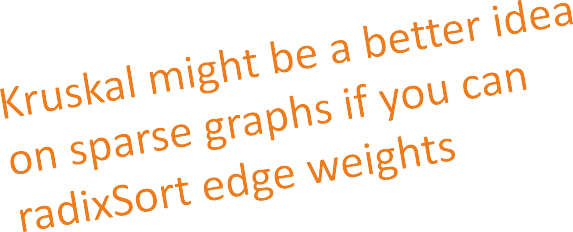 Kruskal might be a better idea
on sparse graphs if you can
radixSort edge weights